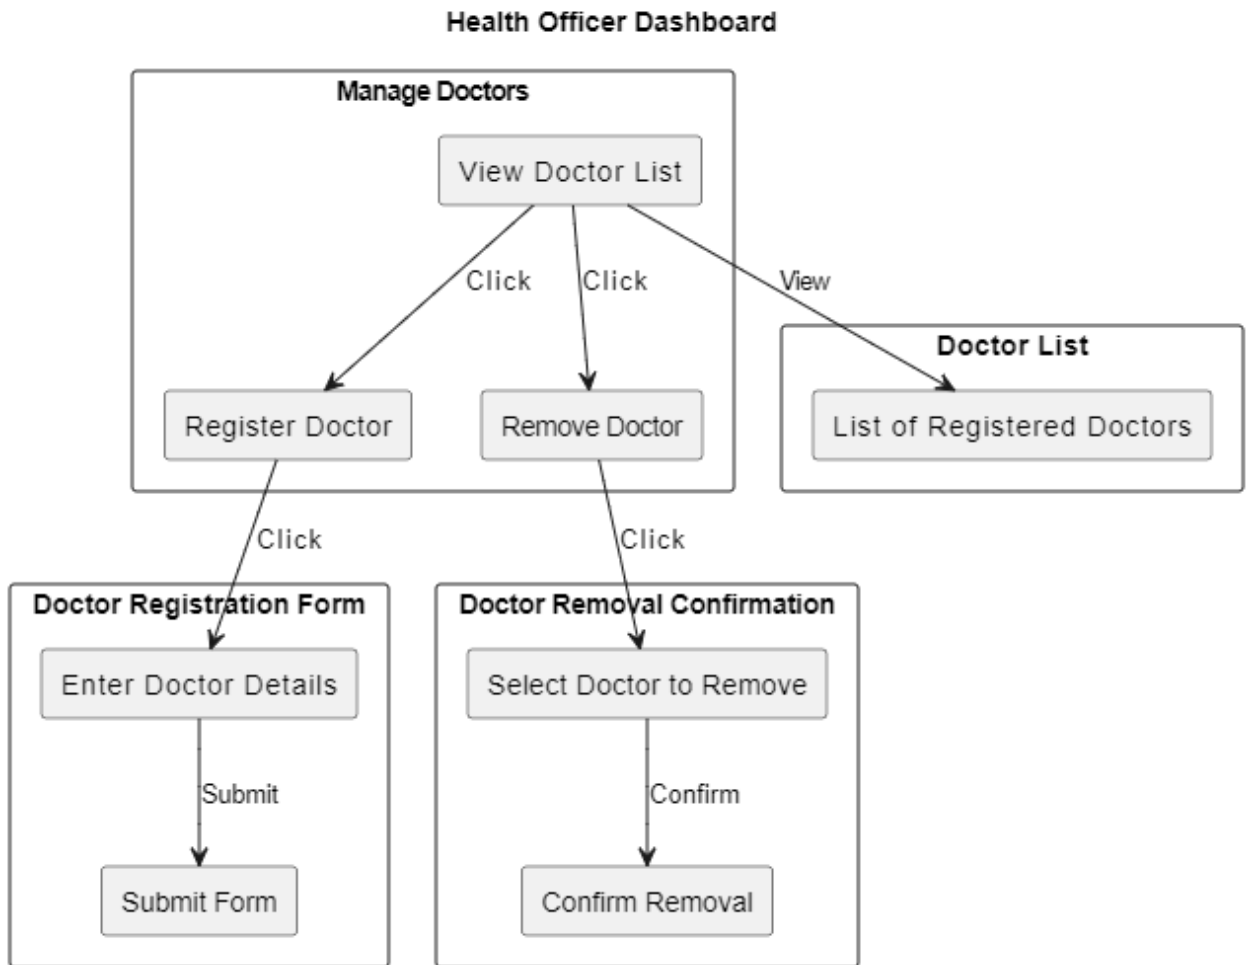 Health Officer Dashboard
Manage Doctors
View Doctor List
Click
Click
View
Doctor List
Register Doctor
Remove Doctor
List of Registered Doctors
Click
Click
Doctor Registration Form
Doctor Removal Confirmation
Enter Doctor Details
Select Doctor to Remove
Submit
Confirm
Submit Form
Confirm Removal